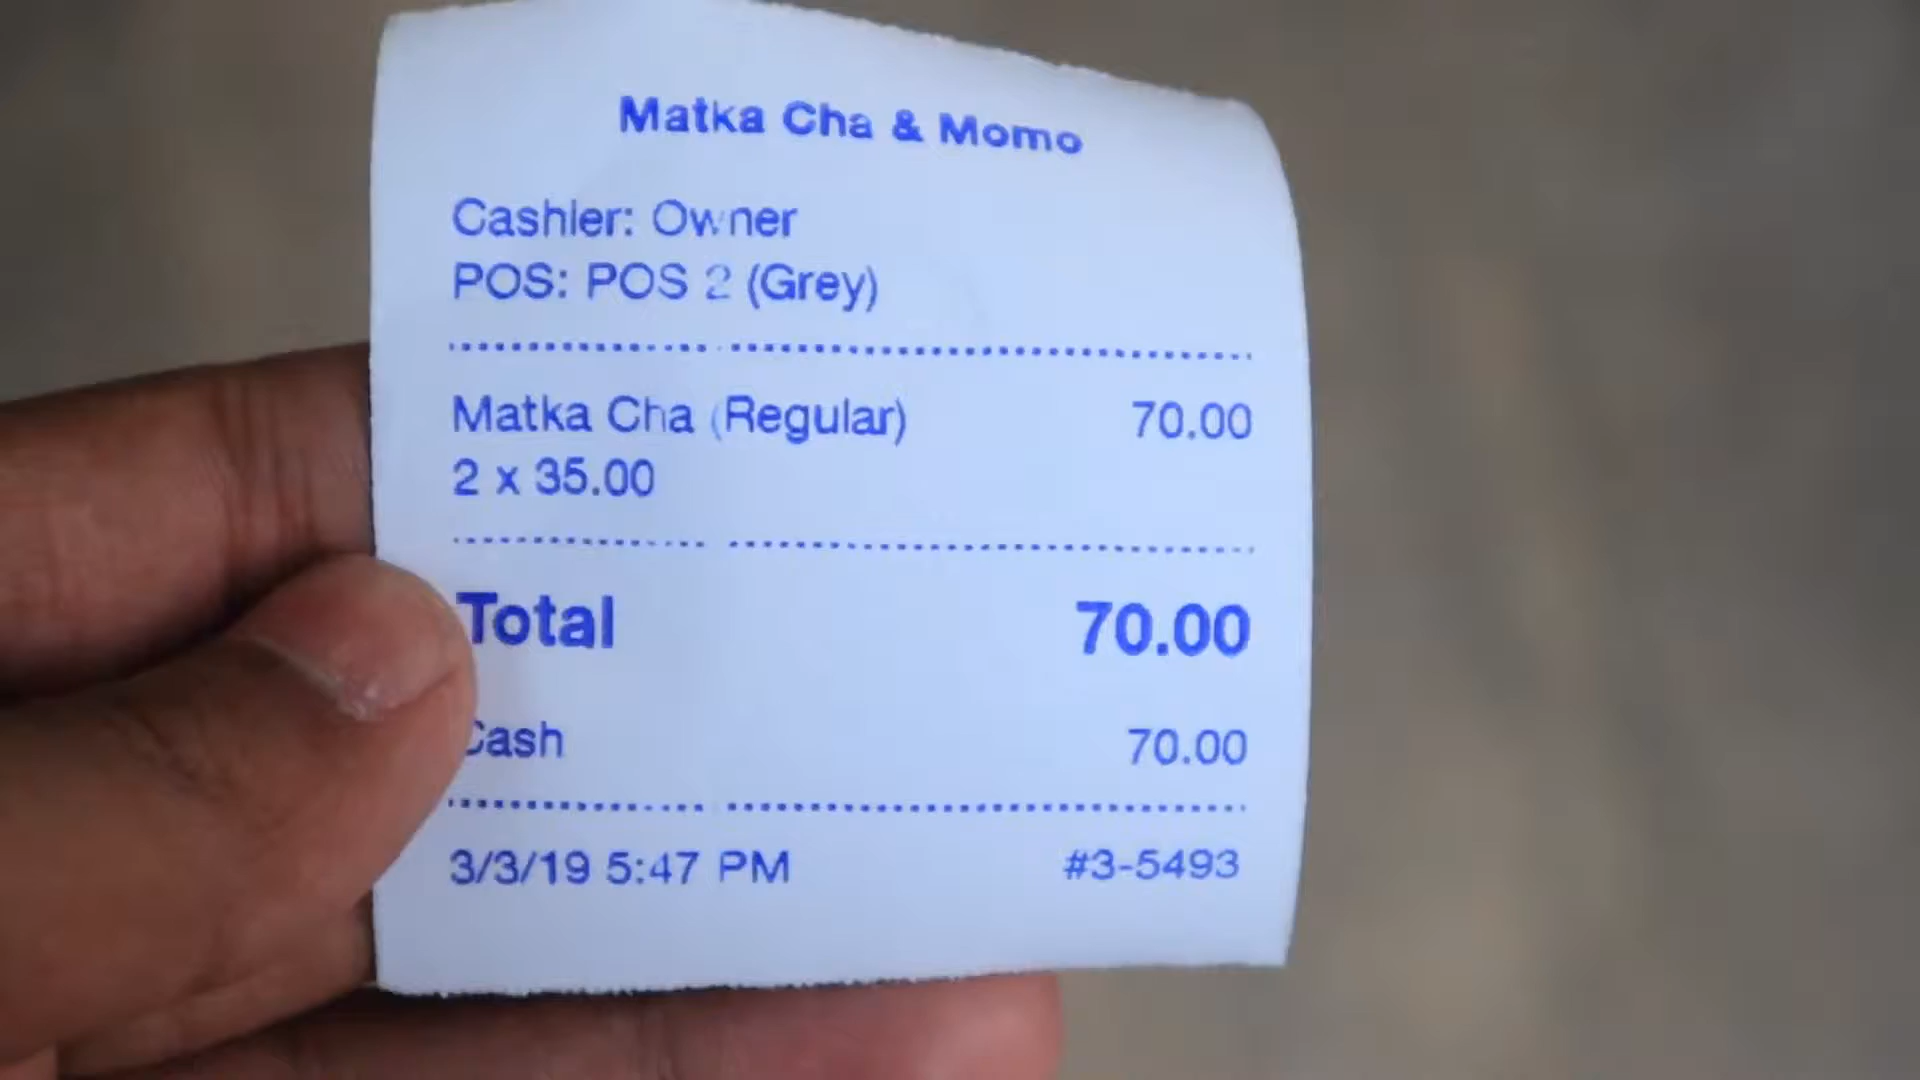 Matka Cha & Momo
Cashier: Owner
POS: POS 2 (Grey)
Matka Cha (Regular) 70.00
2 x 35.00
Total 70.00
Cash 70.00
3/3/19 5:47 PM #3-5493